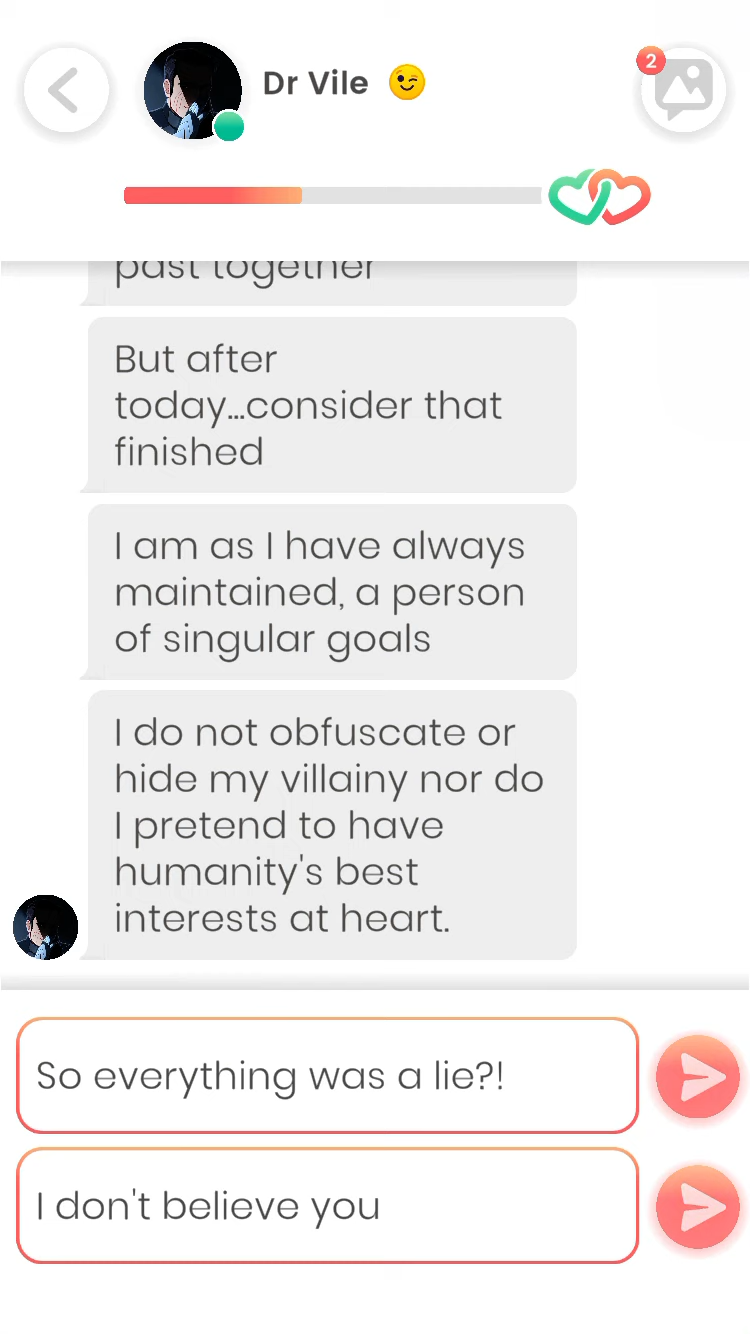 Dr Vile 😉
2
past together
But after
today...consider that
finished
I am as I have always
maintained, a person
of singular goals
I do not obfuscate or
hide my villainy nor do
I pretend to have
humanity's best
interests at heart.
So everything was a lie?!
I don't believe you